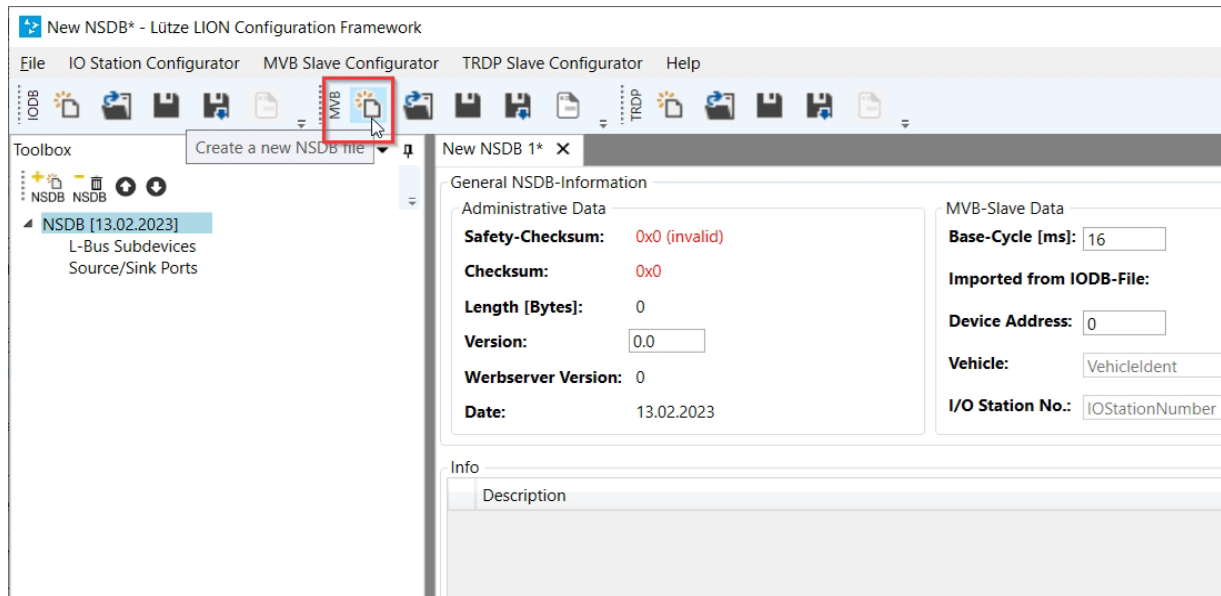 New NSDB* - Lütze LION Configuration Framework
File IO Station Configurator MVB Slave Configurator TRDP Slave Configurator Help
IODB MVB TRDP
Toolbox
Create a new NSDB file
NSDB NSDB
NSDB [13.02.2023]
L-Bus Subdevices
Source/Sink Ports
New NSDB 1*
General NSDB-Information
Administrative Data
Safety-Checksum: 0x0 (invalid)
Checksum: 0x0
Length [Bytes]: 0
Version: 0.0
Werbserver Version: 0
Date: 13.02.2023
MVB-Slave Data
Base-Cycle [ms]: 16
Imported from IODB-File:
Device Address: 0
Vehicle: VehicleIdent
I/O Station No.: IOStationNumber
Info
Description